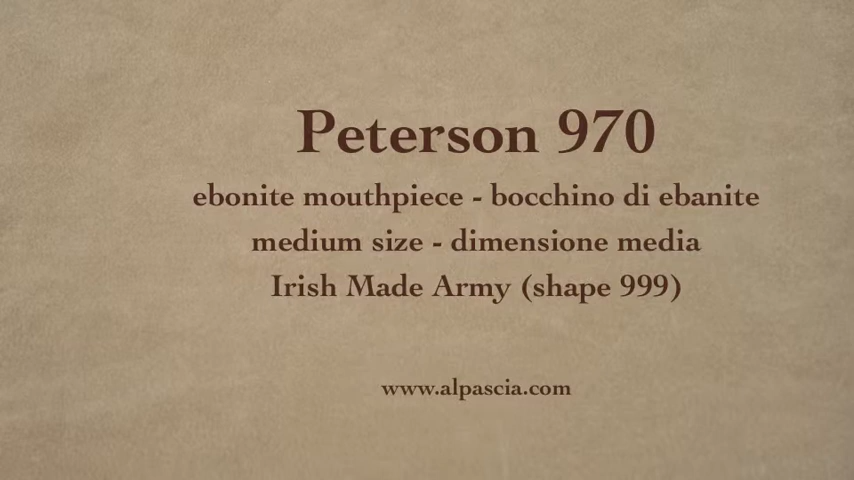 Peterson 970
ebonite mouthpiece - bocchino di ebanite
medium size - dimensione media
Irish Made Army (shape 999)
www.alpascia.com